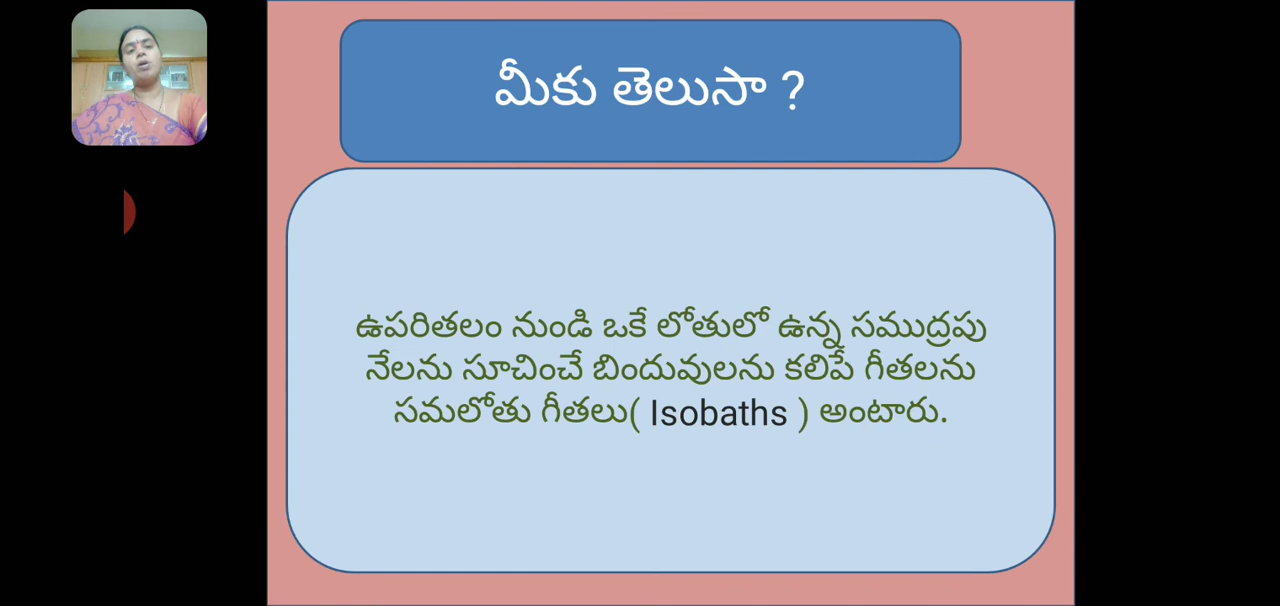 మీకు తెలుసా ?
ఉపరితలం నుండి ఒకే లోతులో ఉన్న సముద్రపు
నేలను సూచించే బిందువులను కలిపే గీతలను
సమలోతు గీతలు( Isobaths ) అంటారు.